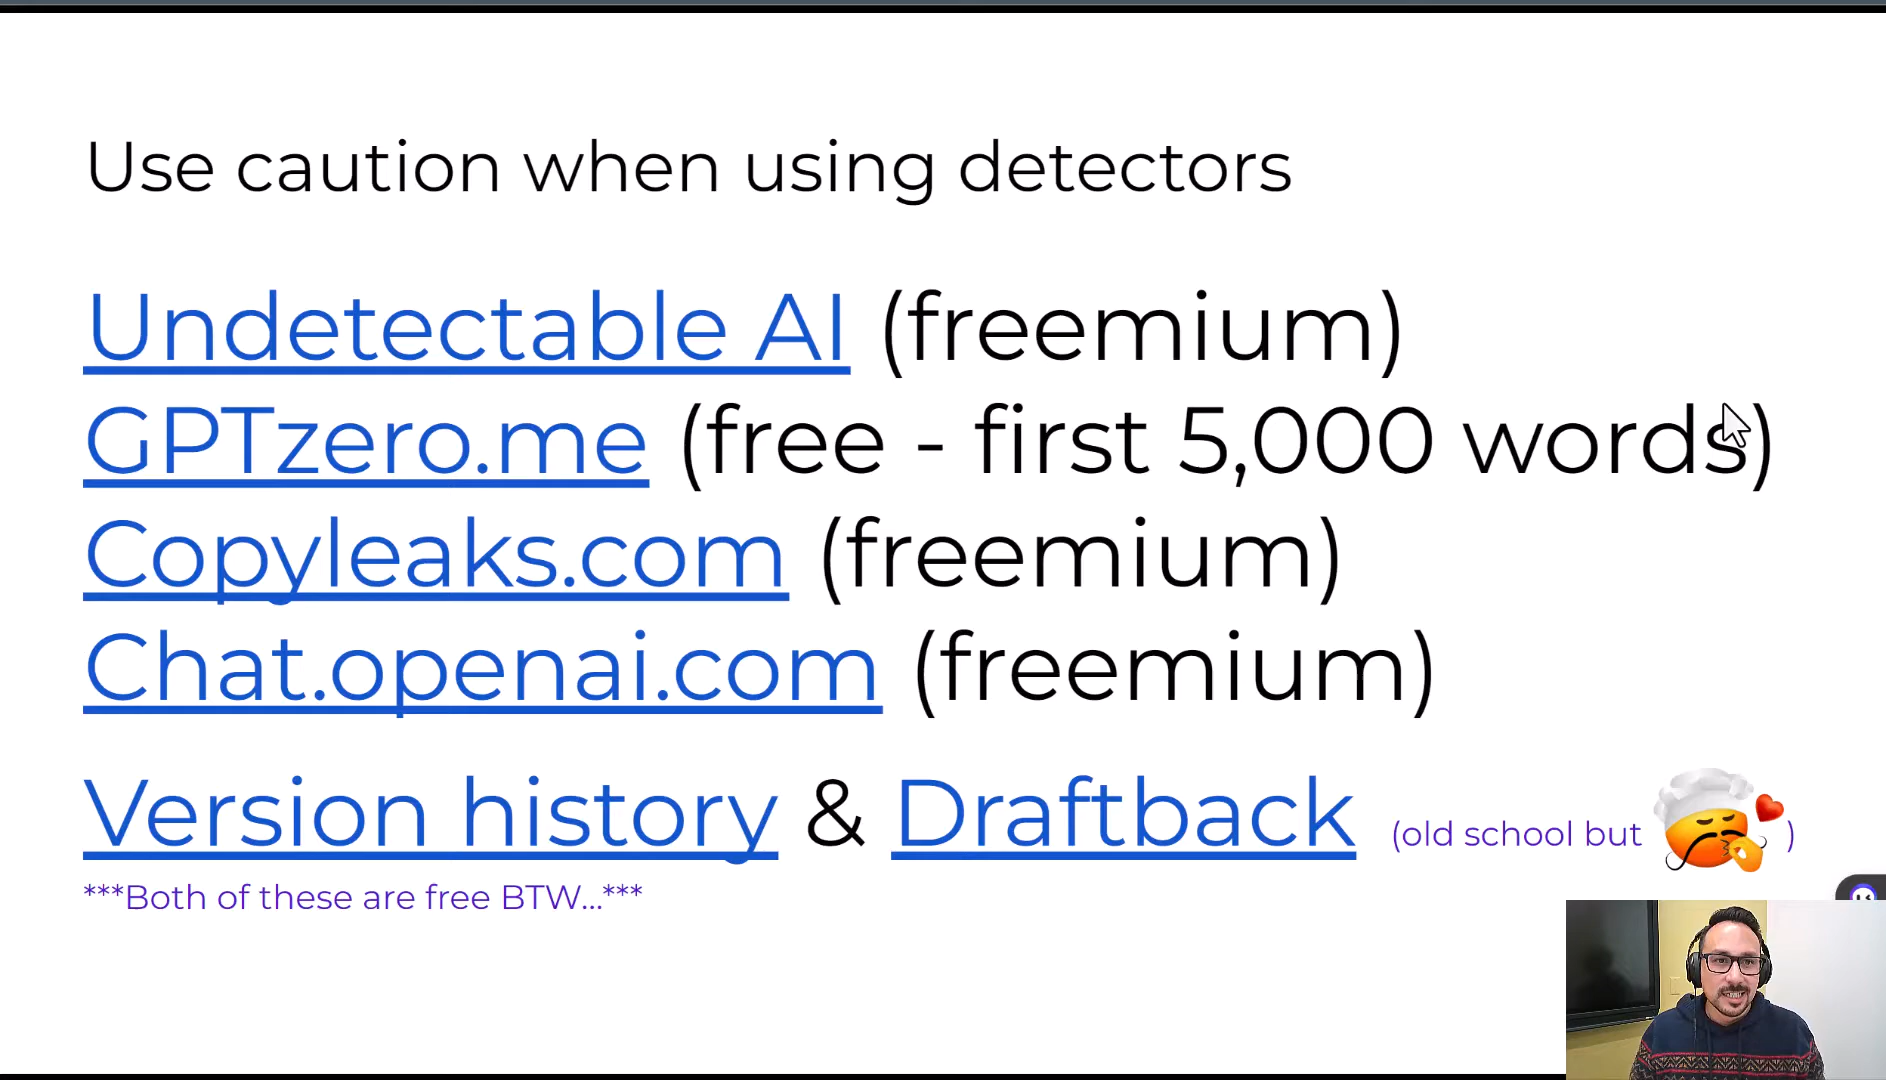 Use caution when using detectors
Undetectable AI (freemium)
GPTzero.me (free - first 5,000 words)
Copyleaks.com (freemium)
Chat.openai.com (freemium)
Version history & Draftback (old school but )
***Both of these are free BTW...***